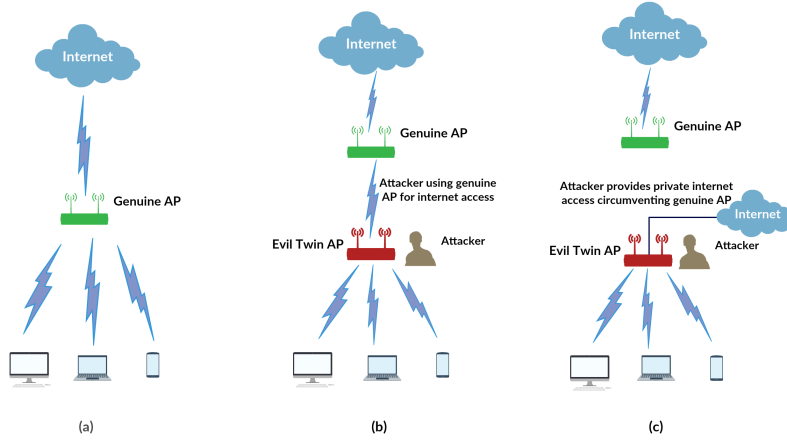 Internet
Genuine AP
(a)
Internet
Genuine AP
Attacker using genuine
AP for internet access
Evil Twin AP
Attacker
(b)
Internet
Genuine AP
Attacker provides private internet
access circumventing genuine AP
Internet
Evil Twin AP
Attacker
(c)